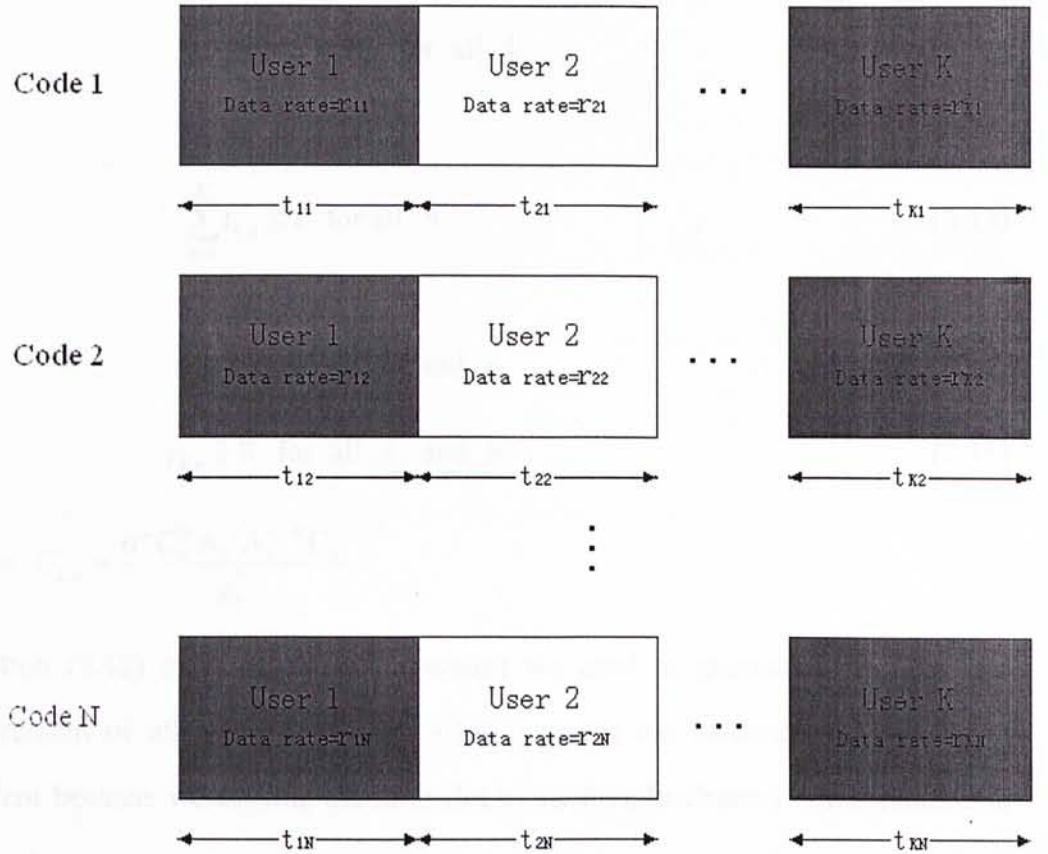 Code 1
User 1 User 2 ... User K
Data rate=r11 Data rate=r21 Data rate=rK1
t11 t21 tK1
Code 2
User 1 User 2 ... User K
Data rate=r12 Data rate=r22 Data rate=rK2
t12 t22 tK2
Code N
User 1 User 2 ... User K
Data rate=r1N Data rate=r2N Data rate=rKN
t1N t2N tKN